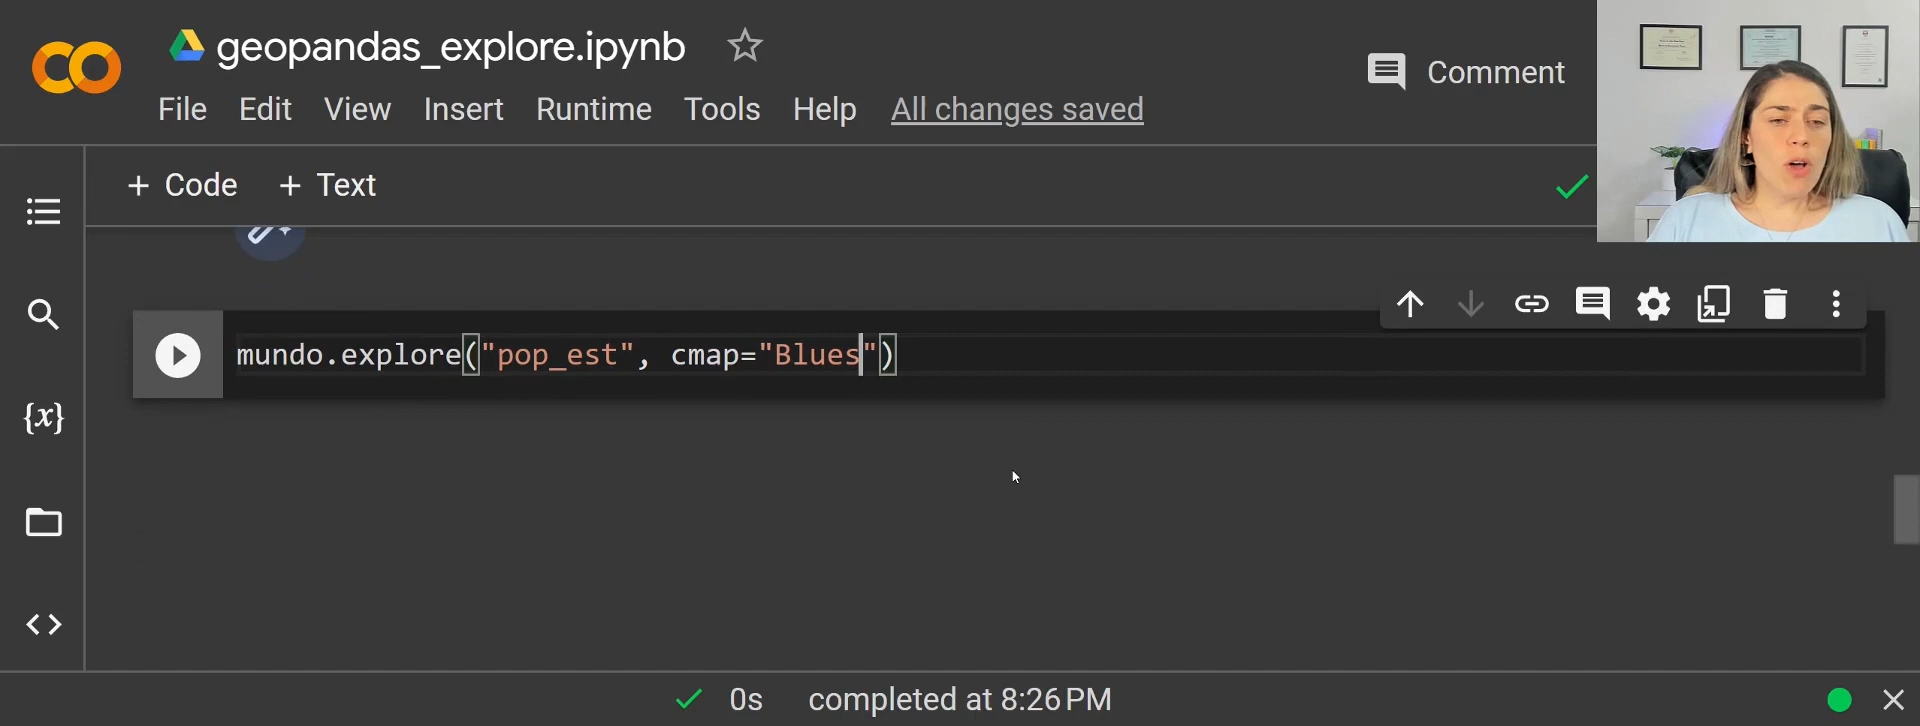 geopandas_explore.ipynb
Comment
File Edit View Insert Runtime Tools Help All changes saved
+ Code + Text
mundo.explore("pop_est", cmap="Blues")
{x}
0s completed at 8:26 PM